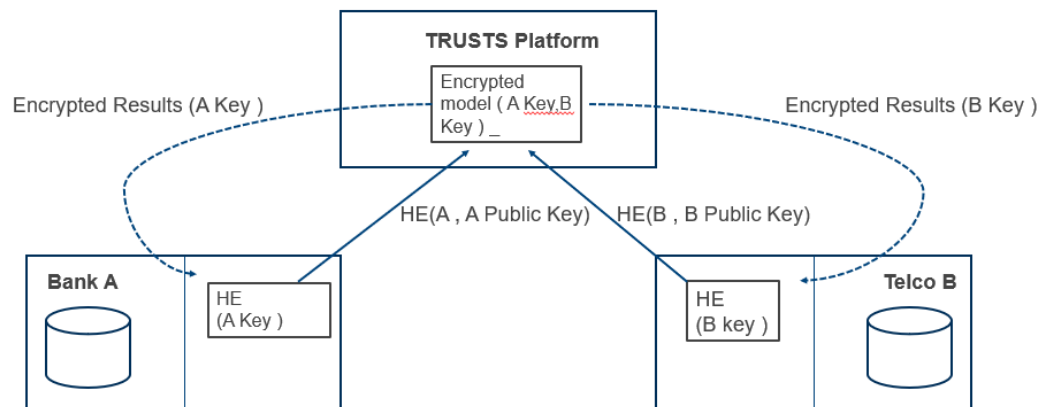 TRUSTS Platform
Encrypted
model ( A Key,B
Key ) _
Encrypted Results (A Key )
Encrypted Results (B Key )
HE(A , A Public Key)
HE(B , B Public Key)
Bank A
HE
(A Key )
HE
(B key )
Telco B